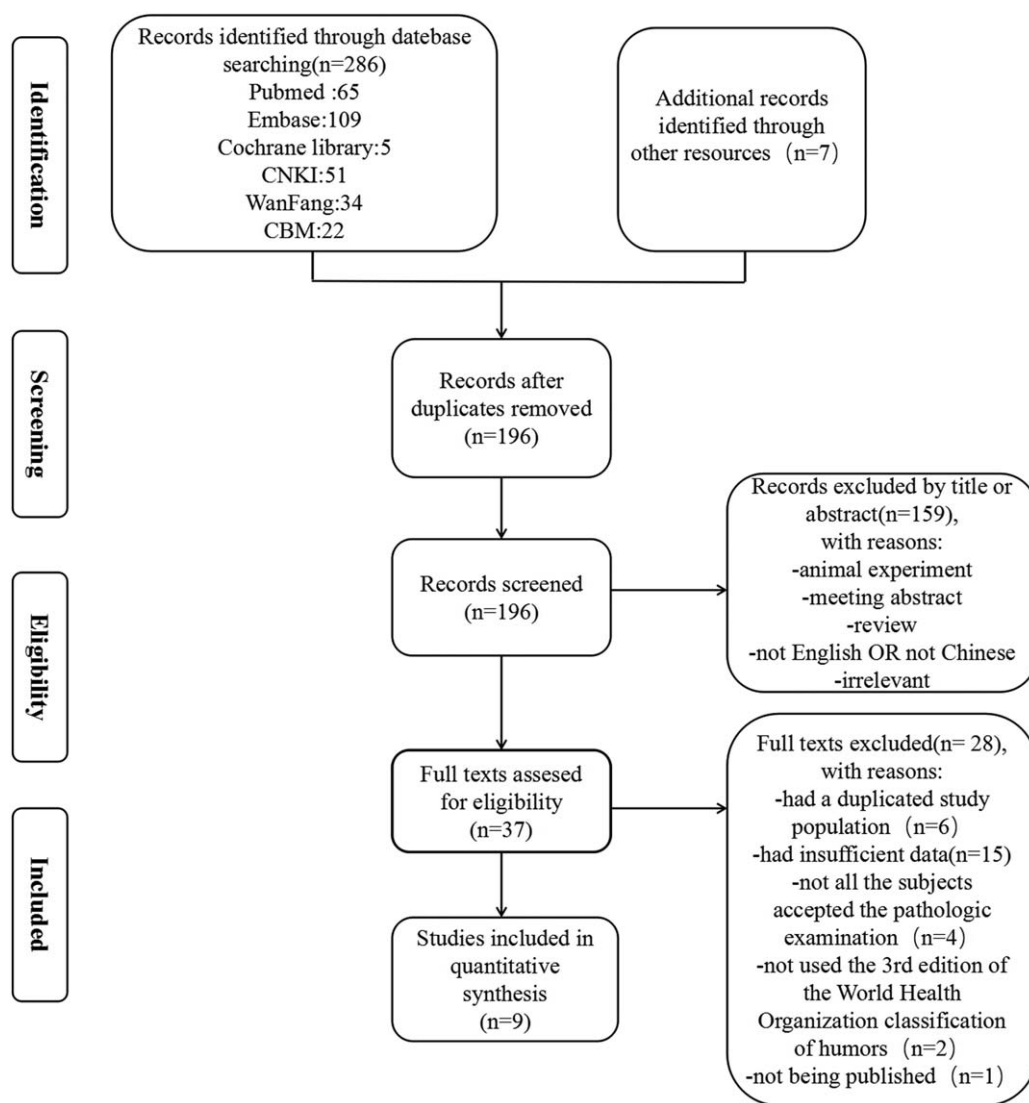 Identification
Records identified through datebase
searching(n=286)
Pubmed :65
Embase:109
Cochrane library:5
CNKI:51
WanFang:34
CBM:22
Additional records
identified through
other resources（n=7）
Screening
Records after
duplicates removed
(n=196)
Eligibility
Records screened
(n=196)
Records excluded by title or
abstract(n=159),
with reasons:
-animal experiment
-meeting abstract
-review
-not English OR not Chinese
-irrelevant
Full texts assesed
for eligibility
(n=37)
Full texts excluded(n= 28),
with reasons:
-had a duplicated study
population（n=6）
-had insufficient data(n=15)
-not all the subjects
accepted the pathologic
examination（n=4）
-not used the 3rd edition of
the World Health
Organization classification
of humors（n=2）
-not being published（n=1）
Included
Studies included in
quantitative
synthesis
(n=9)